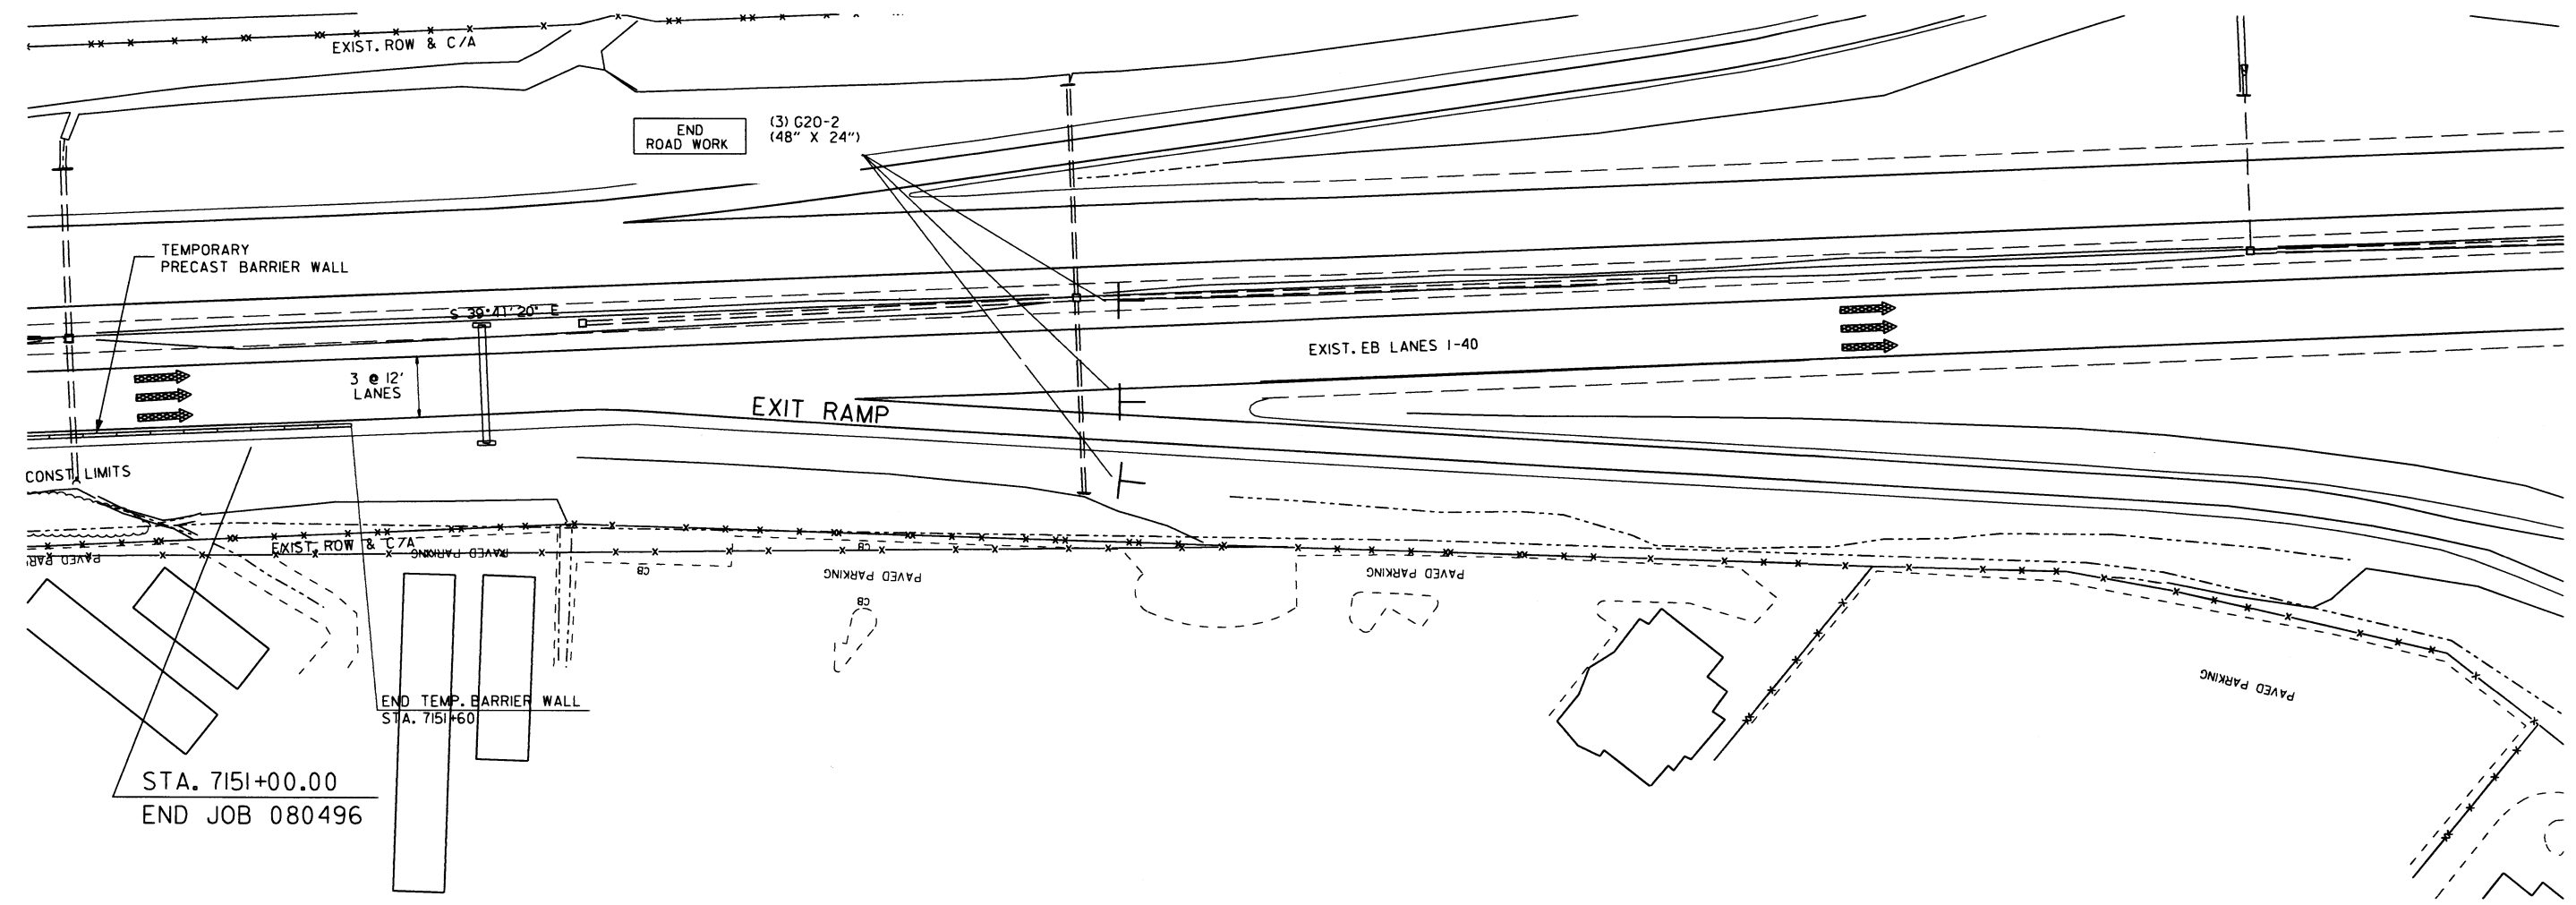 EXIST. ROW & C/A
END
ROAD WORK
(3) G20-2
(48" X 24")
TEMPORARY
PRECAST BARRIER WALL
S 39°41'20" E
3 @ 12'
LANES
EXIST. EB LANES I-40
EXIT RAMP
CONST. LIMITS
EXIST. ROW & C/A
PAVED PARKING
CB
PAVED PARKING
CB
PAVED PARKING
PAVED PARKING
CB
PAVED PARKING
END TEMP. BARRIER WALL
STA. 7151+60
STA. 7151+00.00
END JOB 080496